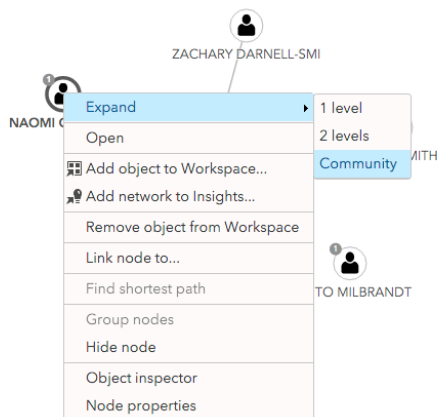 ZACHARY DARNELL-SMI
1
NAOMI
Expand
1 level
2 levels
Community
MITH
Open
Add object to Workspace...
Add network to Insights...
Remove object from Workspace
Link node to...
Find shortest path
Group nodes
Hide node
Object inspector
Node properties
1
TO MILBRANDT